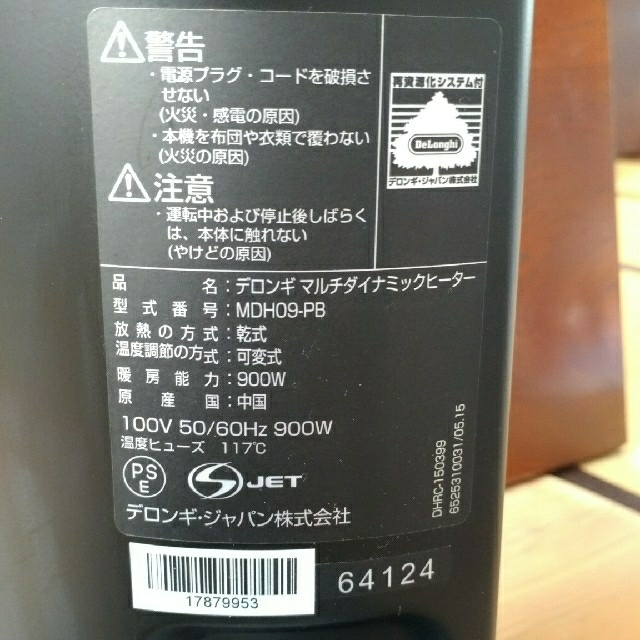 警告
・電源プラグ・コードを破損さ
せない
(火災・感電の原因)
・本機を布団や衣類で覆わない
(火災の原因)
注意
・運転中および停止後しばらく
は、本体に触れない
(やけどの原因)
再資源化システム付
DeLonghi
デロンギ・ジャパン株式会社
品名：デロンギ マルチダイナミックヒーター
型式番号：MDH09-PB
放熱の方式：乾式
温度調節の方式：可変式
暖房能力：900W
原産国：中国
100V 50/60Hz 900W
温度ヒューズ 117℃
PSE
S JET
デロンギ・ジャパン株式会社
DHRC-150399
6525310031/05.15
17879953
64124